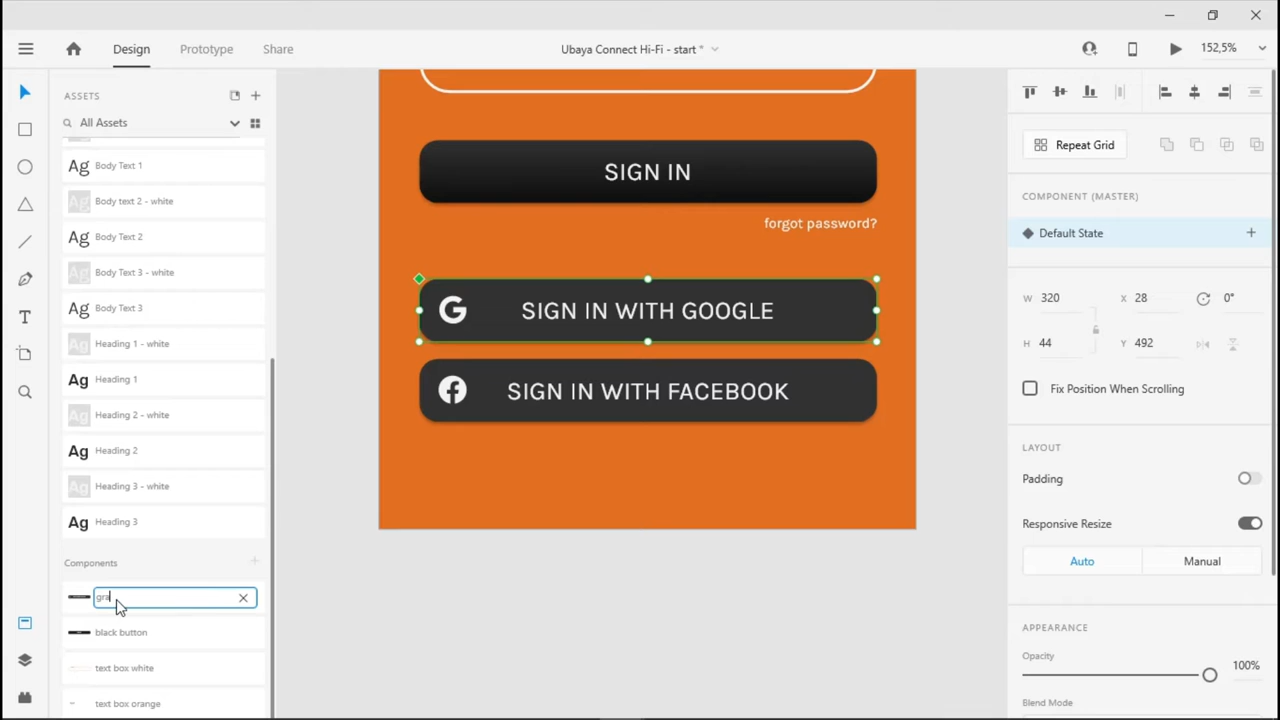 Design
Prototype
Share
Ubaya Connect Hi-Fi - start *
152,5%
ASSETS
All Assets
Ag Body Text 1
Ag Body text 2 - white
Ag Body Text 2
Ag Body Text 3 - white
Ag Body Text 3
Ag Heading 1 - white
Ag Heading 1
Ag Heading 2 - white
Ag Heading 2
Ag Heading 3 - white
Ag Heading 3
Components
gra
black button
text box white
text box orange
SIGN IN
forgot password?
G SIGN IN WITH GOOGLE
f SIGN IN WITH FACEBOOK
Repeat Grid
COMPONENT (MASTER)
Default State
W 320 X 28 0°
H 44 Y 492
Fix Position When Scrolling
LAYOUT
Padding
Responsive Resize
Auto Manual
APPEARANCE
Opacity
100%
Blend Mode